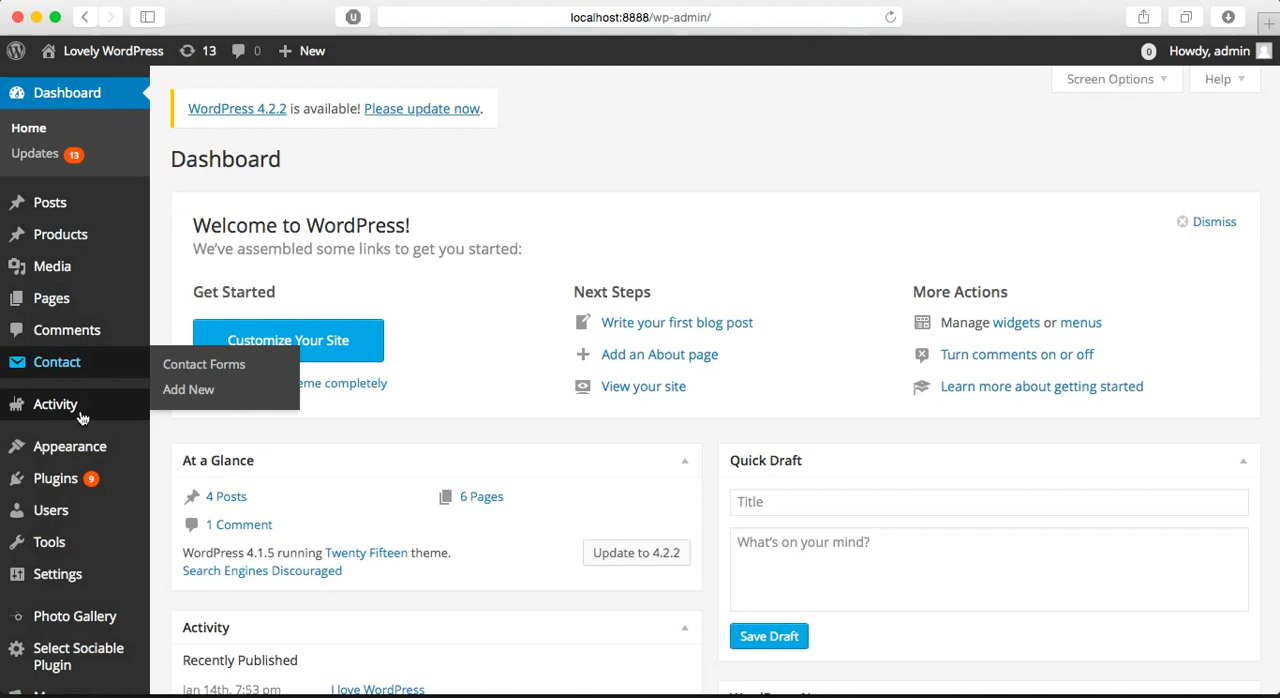 localhost:8888/wp-admin/
Lovely WordPress 13 0 + New
0 Howdy, admin
Dashboard
Home
Updates 13
Posts
Products
Media
Pages
Comments
Contact
Contact Forms
Add New
Activity
Appearance
Plugins 9
Users
Tools
Settings
Photo Gallery
Select Sociable
Plugin
Screen Options
Help
WordPress 4.2.2 is available! Please update now.
Dashboard
Welcome to WordPress!
We've assembled some links to get you started:
Dismiss
Get Started
Customize Your Site
completely
Next Steps
Write your first blog post
Add an About page
View your site
More Actions
Manage widgets or menus
Turn comments on or off
Learn more about getting started
At a Glance
4 Posts
6 Pages
1 Comment
WordPress 4.1.5 running Twenty Fifteen theme.
Update to 4.2.2
Search Engines Discouraged
Activity
Recently Published
Jan 14th, 7:53 pm I love WordPress
Quick Draft
Title
What's on your mind?
Save Draft